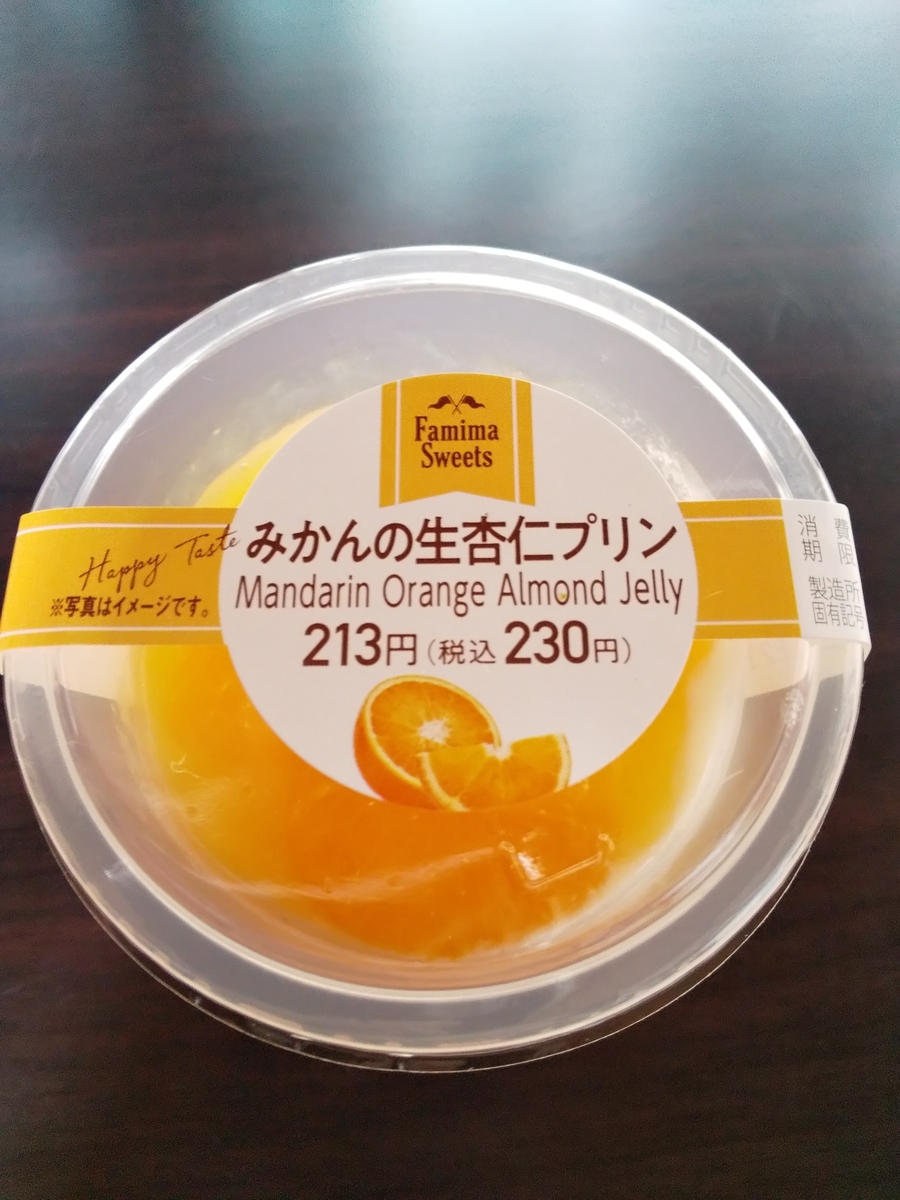 Famima
Sweets
Happy Taste
※写真はイメージです。
みかんの生杏仁プリン
Mandarin Orange Almond Jelly
213円(税込230円)
消費
期限
製造所
固有記号